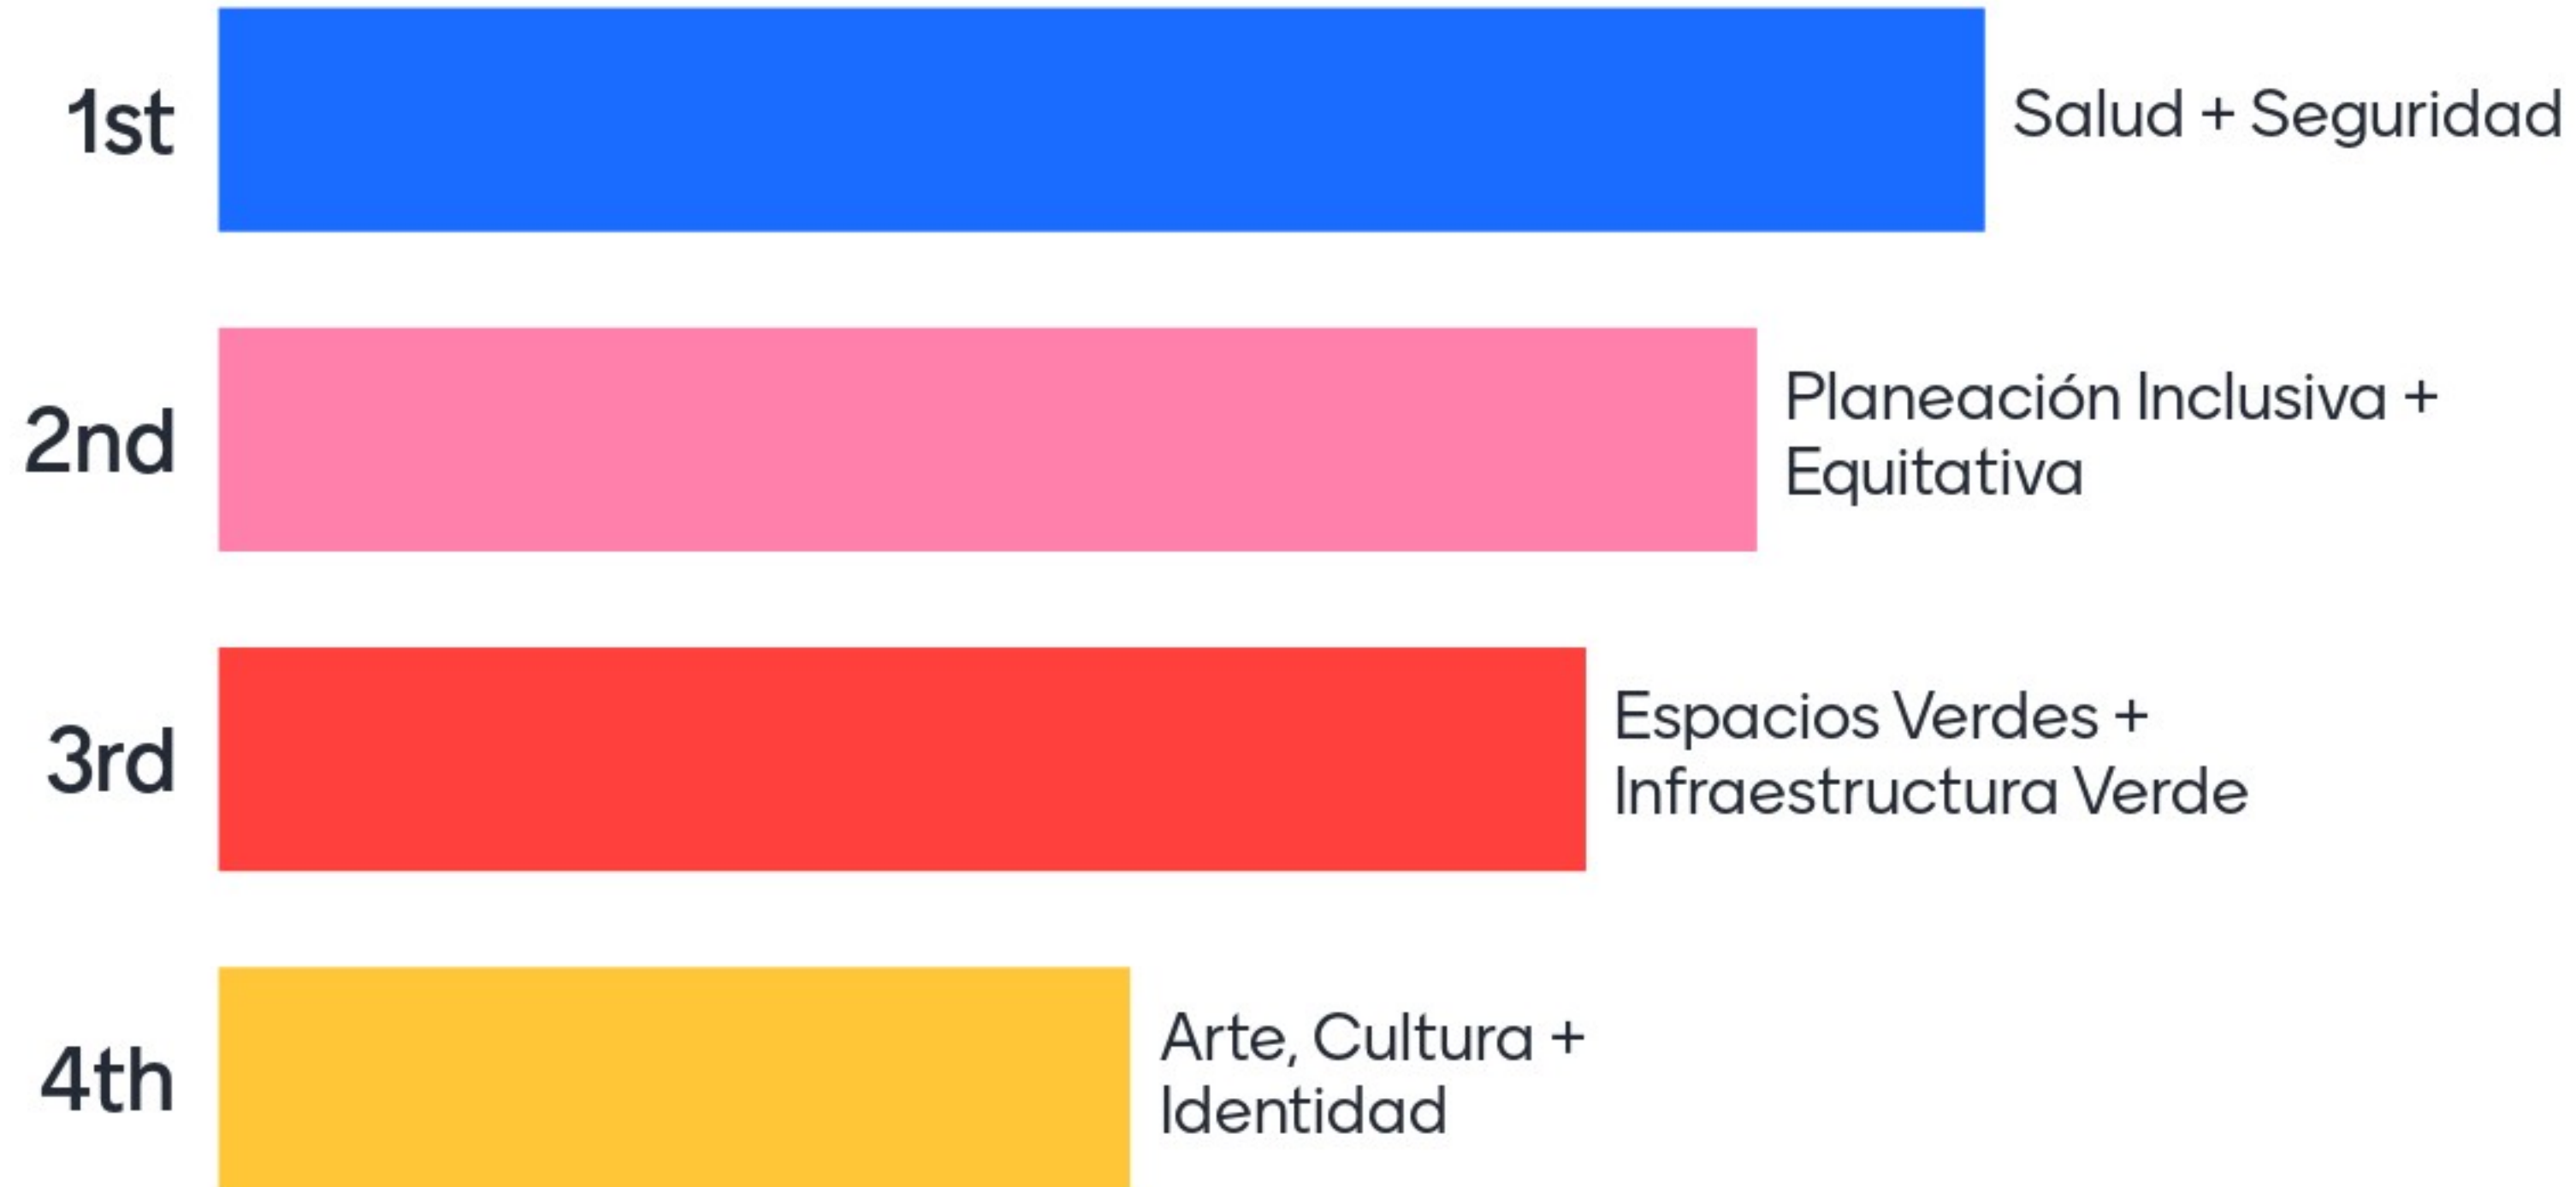 1st
Salud + Seguridad
2nd
Planeación Inclusiva +
Equitativa
3rd
Espacios Verdes +
Infraestructura Verde
4th
Arte, Cultura +
Identidad